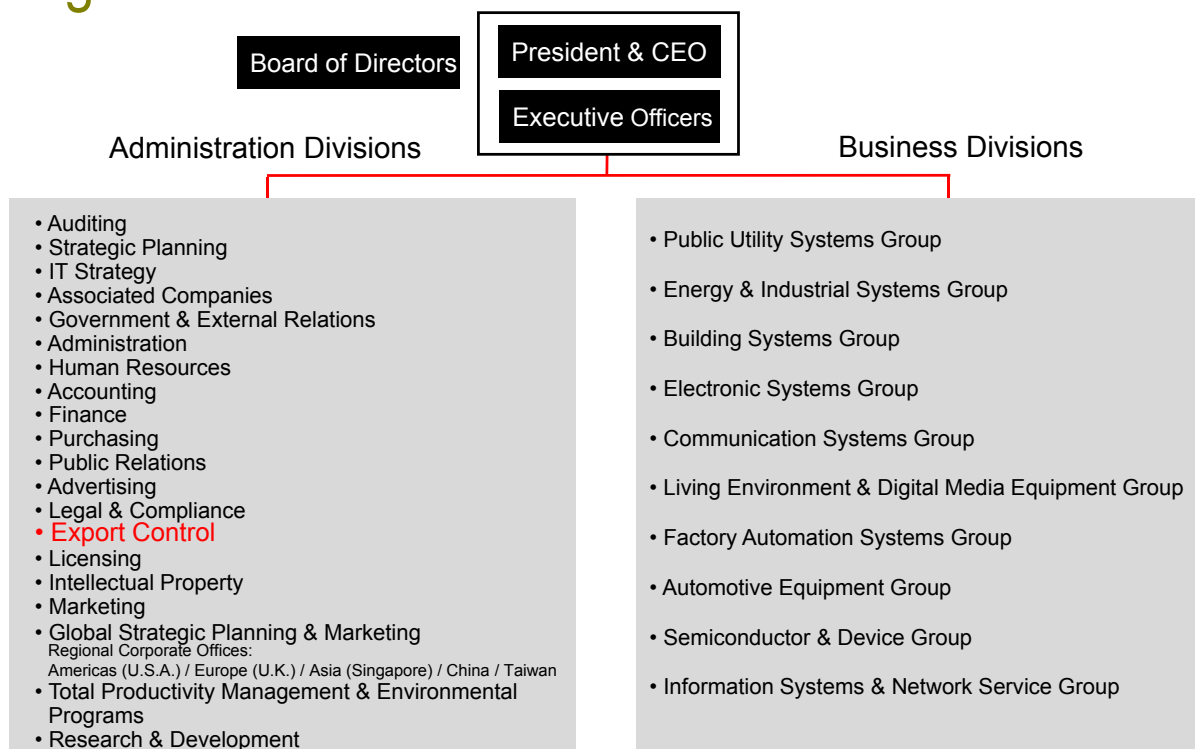 Board of Directors
President & CEO
Executive Officers
Administration Divisions
Business Divisions
• Auditing
• Strategic Planning
• IT Strategy
• Associated Companies
• Government & External Relations
• Administration
• Human Resources
• Accounting
• Finance
• Purchasing
• Public Relations
• Advertising
• Legal & Compliance
• Export Control
• Licensing
• Intellectual Property
• Marketing
• Global Strategic Planning & Marketing
Regional Corporate Offices:
Americas (U.S.A.) / Europe (U.K.) / Asia (Singapore) / China / Taiwan
• Total Productivity Management & Environmental
Programs
• Research & Development
• Public Utility Systems Group
• Energy & Industrial Systems Group
• Building Systems Group
• Electronic Systems Group
• Communication Systems Group
• Living Environment & Digital Media Equipment Group
• Factory Automation Systems Group
• Automotive Equipment Group
• Semiconductor & Device Group
• Information Systems & Network Service Group